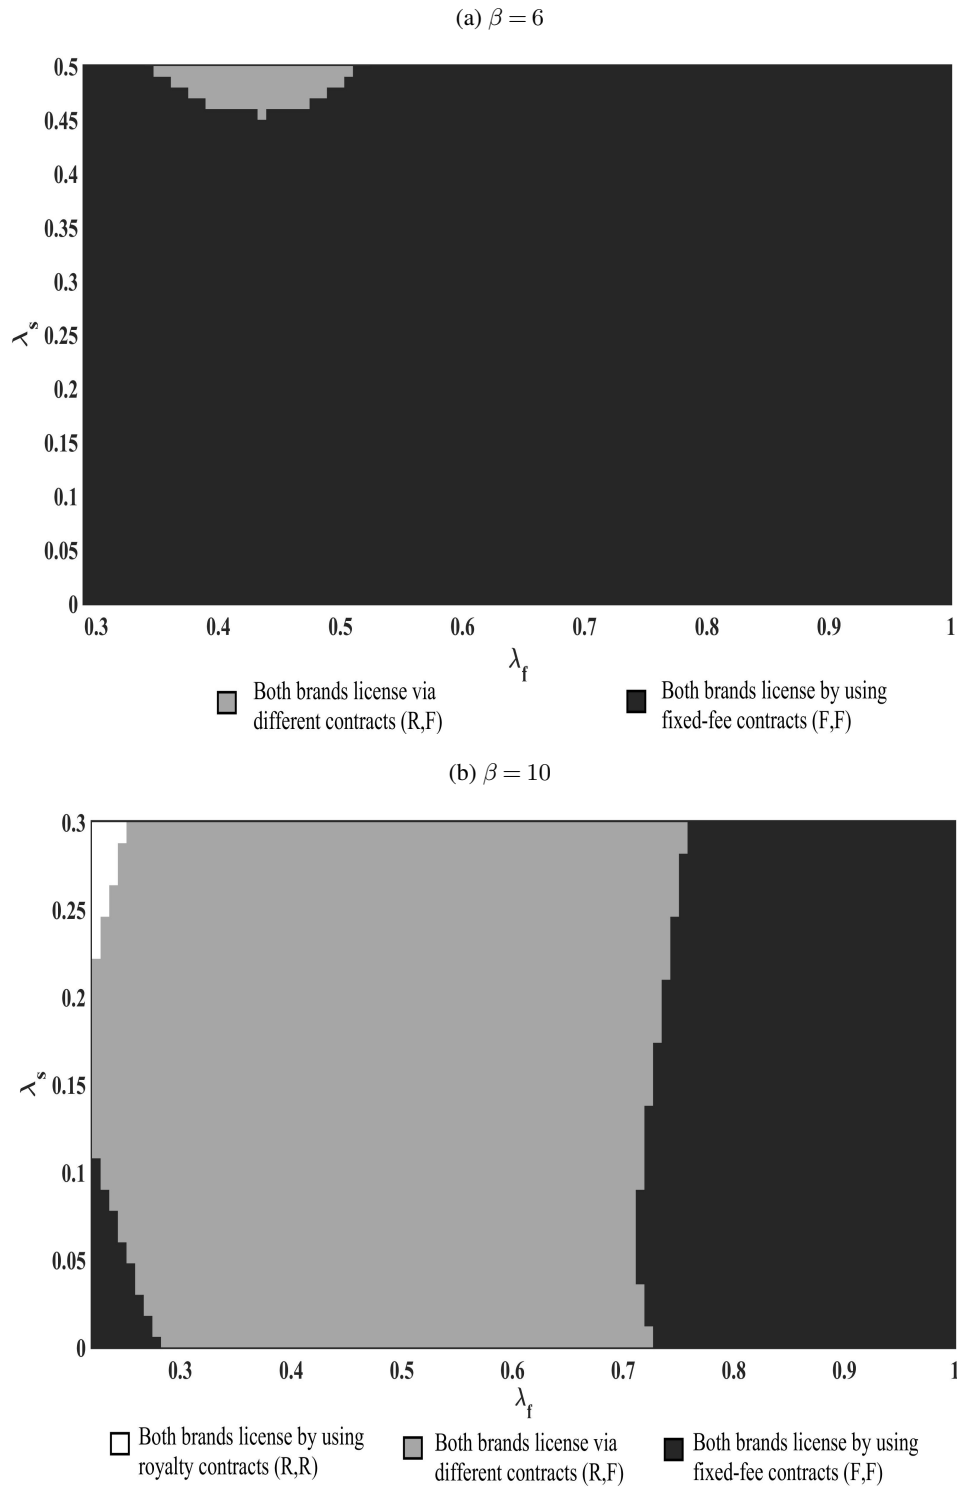 (a) β = 6
0.5
0.45
0.4
0.35
0.3
0.25
0.2
0.15
0.1
0.05
0
λs
0.3 0.4 0.5 0.6 0.7 0.8 0.9 1
λf
Both brands license via
different contracts (R,F)
Both brands license by using
fixed-fee contracts (F,F)
(b) β = 10
0.3
0.25
0.2
0.15
0.1
0.05
0
λs
0.3 0.4 0.5 0.6 0.7 0.8 0.9 1
λf
Both brands license by using
royalty contracts (R,R)
Both brands license via
different contracts (R,F)
Both brands license by using
fixed-fee contracts (F,F)